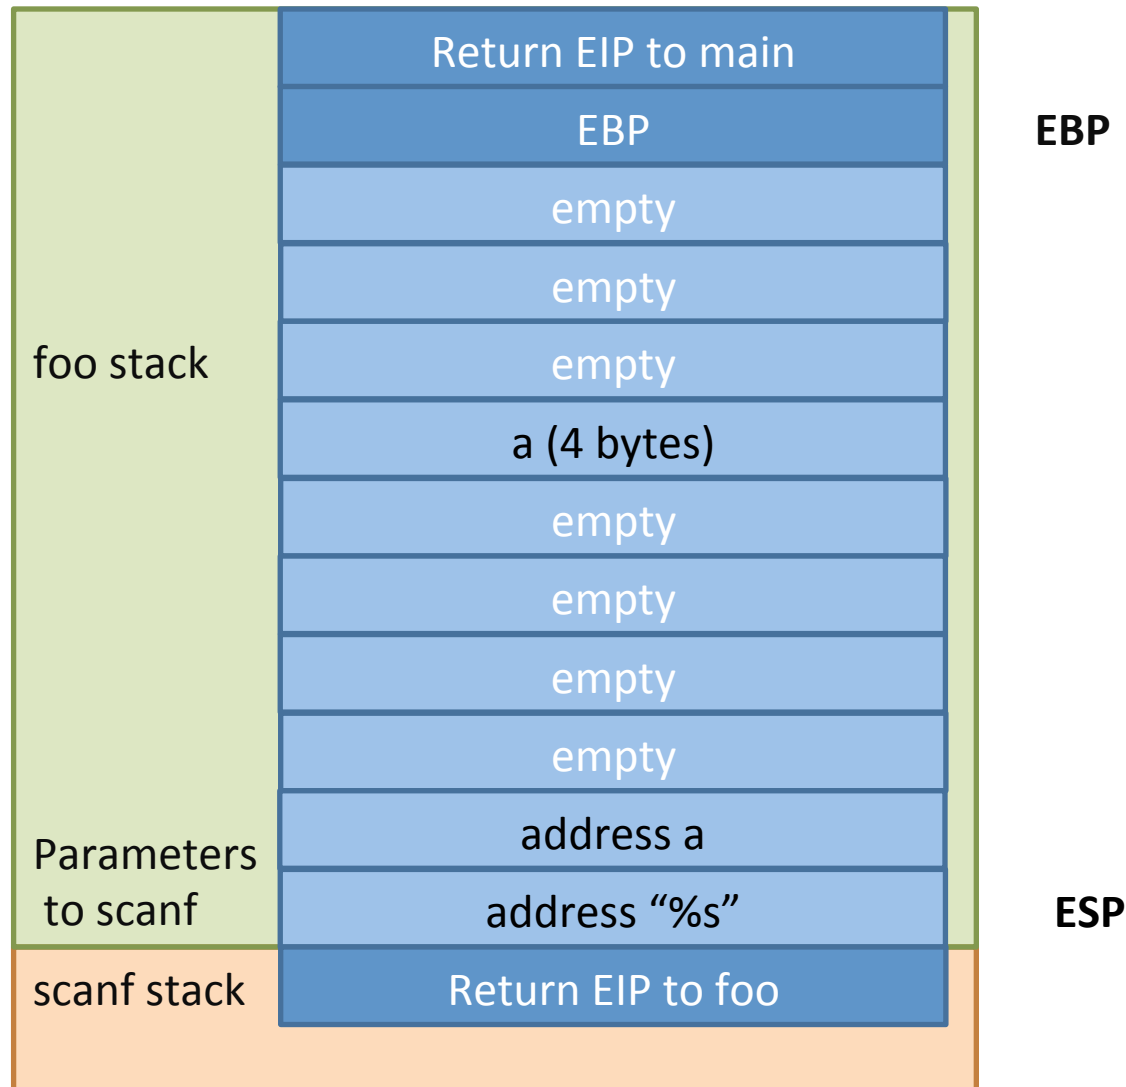 Return EIP to main
EBP
EBP
empty
empty
foo stack
empty
a (4 bytes)
empty
empty
empty
empty
address a
Parameters
to scanf
address “%s”
ESP
scanf stack
Return EIP to foo